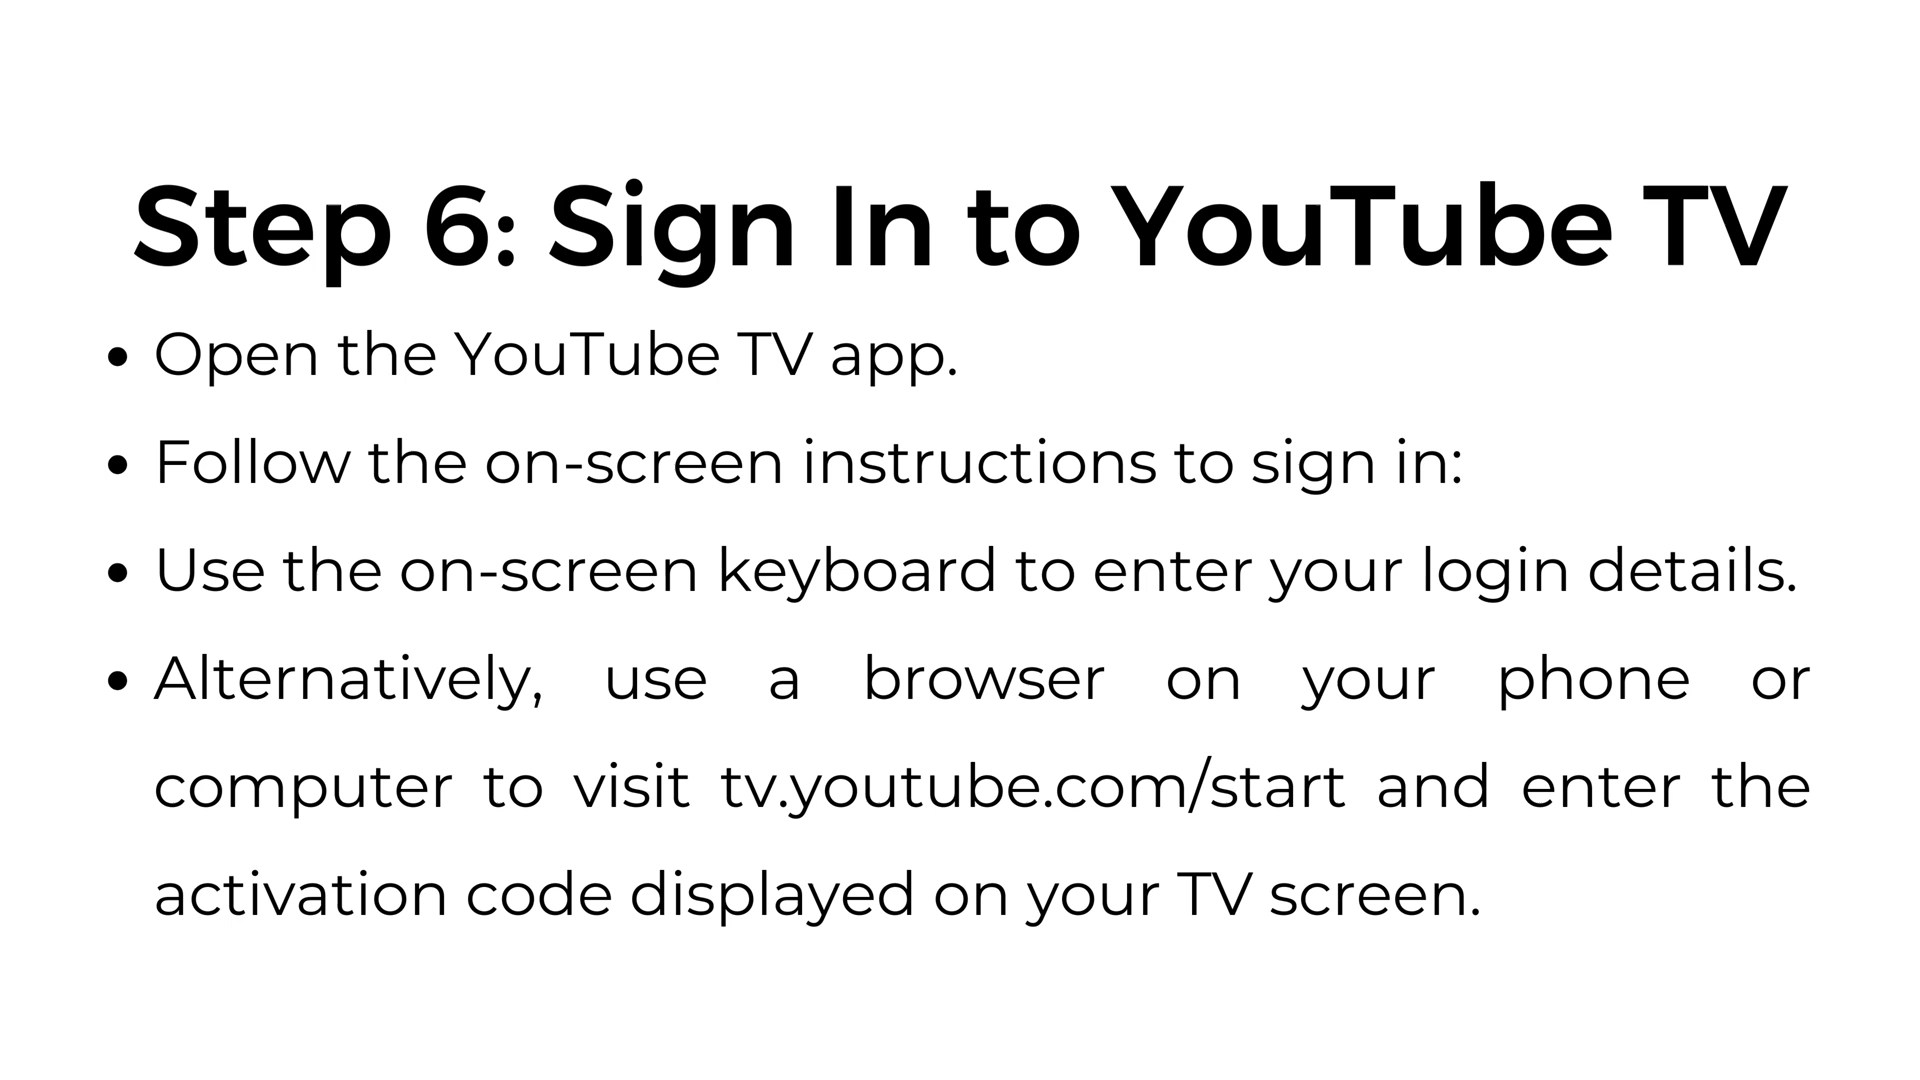 Step 6: Sign In to YouTube TV
• Open the YouTube TV app.
• Follow the on-screen instructions to sign in:
• Use the on-screen keyboard to enter your login details.
• Alternatively, use a browser on your phone or
computer to visit tv.youtube.com/start and enter the
activation code displayed on your TV screen.